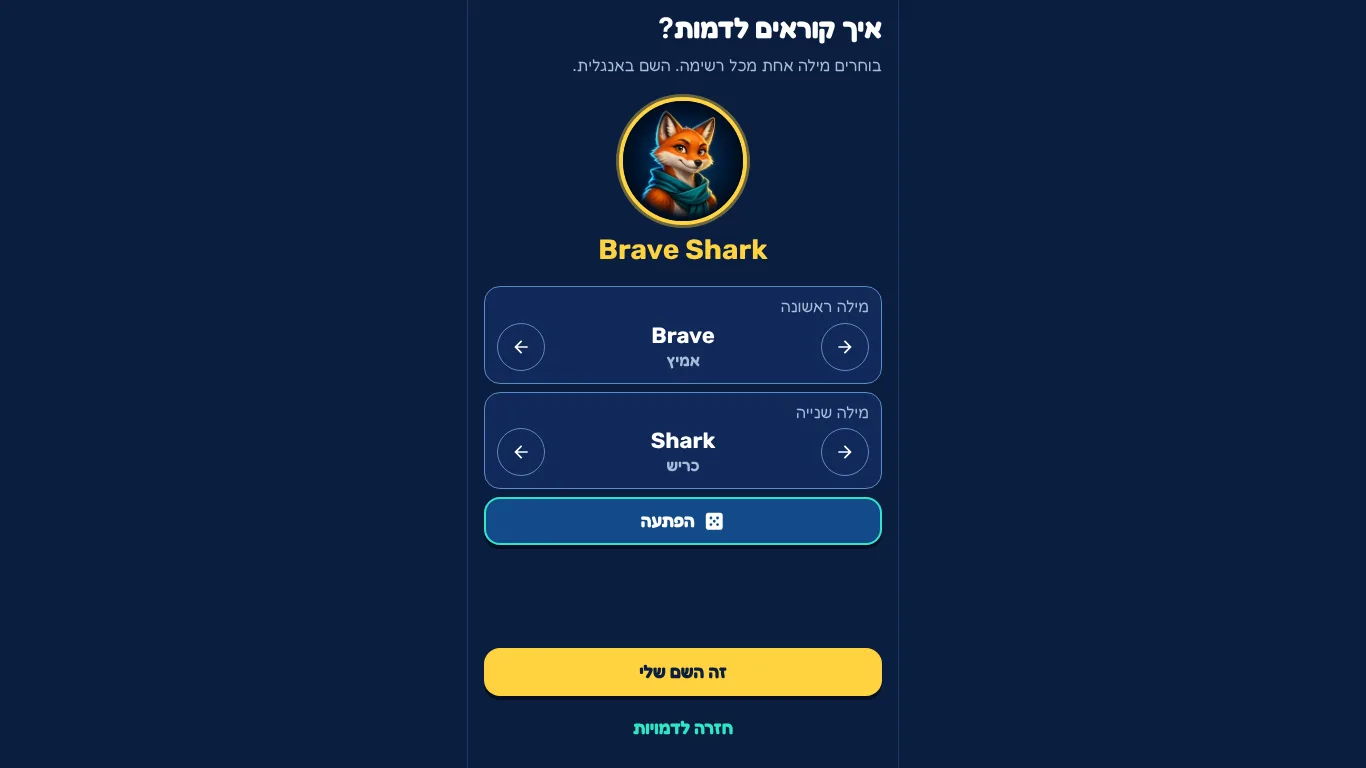 איך קוראים לדמות?
בוחרים מילה אחת מכל רשימה. השם באנגלית.
Brave Shark
מילה ראשונה
Brave
אמיץ
מילה שנייה
Shark
כריש
הפתעה
זה השם שלי
חזרה לדמויות